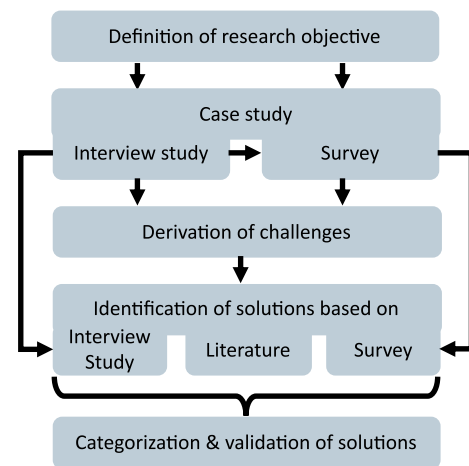 Definition of research objective
Case study
Interview study
Survey
Derivation of challenges
Identification of solutions based on
Interview
Study
Literature
Survey
Categorization & validation of solutions